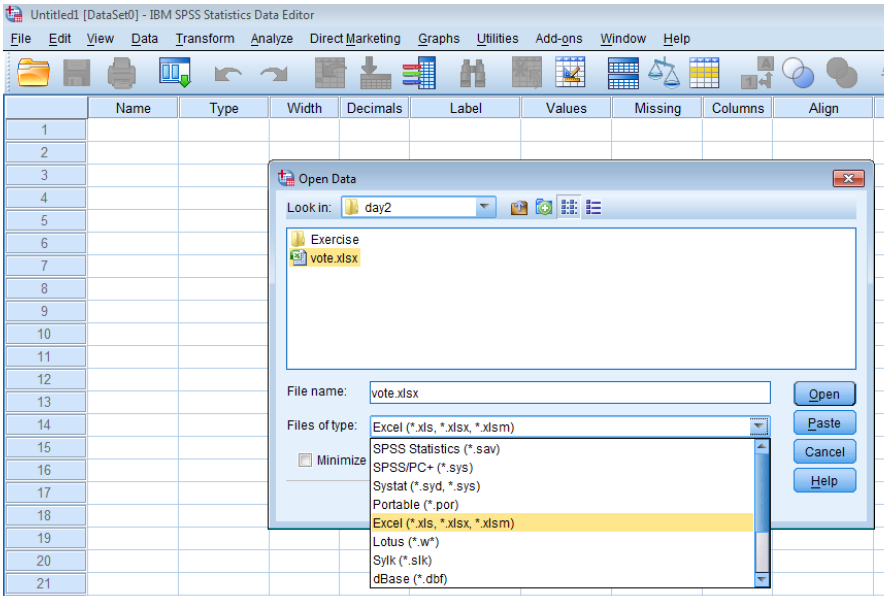 Untitled1 [DataSet0] - IBM SPSS Statistics Data Editor
File Edit View Data Transform Analyze Direct Marketing Graphs Utilities Add-ons Window Help
Name Type Width Decimals Label Values Missing Columns Align
1
2
3
4
5
6
7
8
9
10
11
12
13
14
15
16
17
18
19
20
21
Open Data
Look in: day2
Exercise
vote.xlsx
File name: vote.xlsx
Open
Files of type: Excel (*.xls, *.xlsx, *.xlsm)
Paste
SPSS Statistics (*.sav)
Minimize
Cancel
SPSS/PC+ (*.sys)
Systat (*.syd, *.sys)
Help
Portable (*.por)
Excel (*.xls, *.xlsx, *.xlsm)
Lotus (*.w*)
Sylk (*.slk)
dBase (*.dbf)